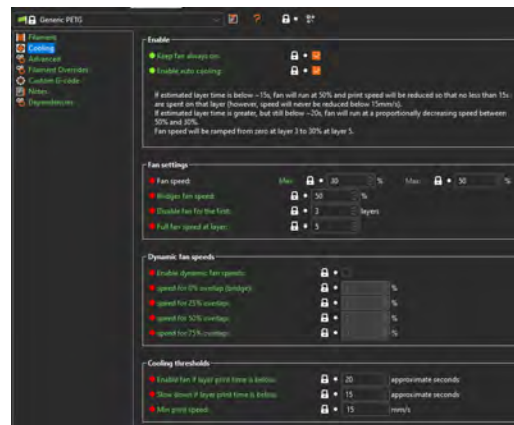 Generic PETG
Filament
Cooling
Advanced
Filament Overrides
Custom G-code
Notes
Dependencies
Enable
Keep fan always on:
Enable auto cooling:
If estimated layer time is below ~15s, fan will run at 50% and print speed will be reduced so that no less than 15s
are spent on that layer (however, speed will never be reduced below 15mm/s).
If estimated layer time is greater, but still below ~20s, fan will run at a proportionally decreasing speed between
50% and 30%.
Fan speed will be ramped from zero at layer 3 to 30% at layer 5.
Fan settings
Fan speed: Min: 30 % Max: 50 %
Bridges fan speed: 50 %
Disable fan for the first: 3 layers
Full fan speed at layer: 5
Dynamic fan speeds
Enable dynamic fan speeds:
speed for 0% overlap (bridge): %
speed for 25% overlap: %
speed for 50% overlap: %
speed for 75% overlap: %
Cooling thresholds
Enable fan if layer print time is below: 20 approximate seconds
Slow down if layer print time is below: 15 approximate seconds
Min print speed: 15 mm/s